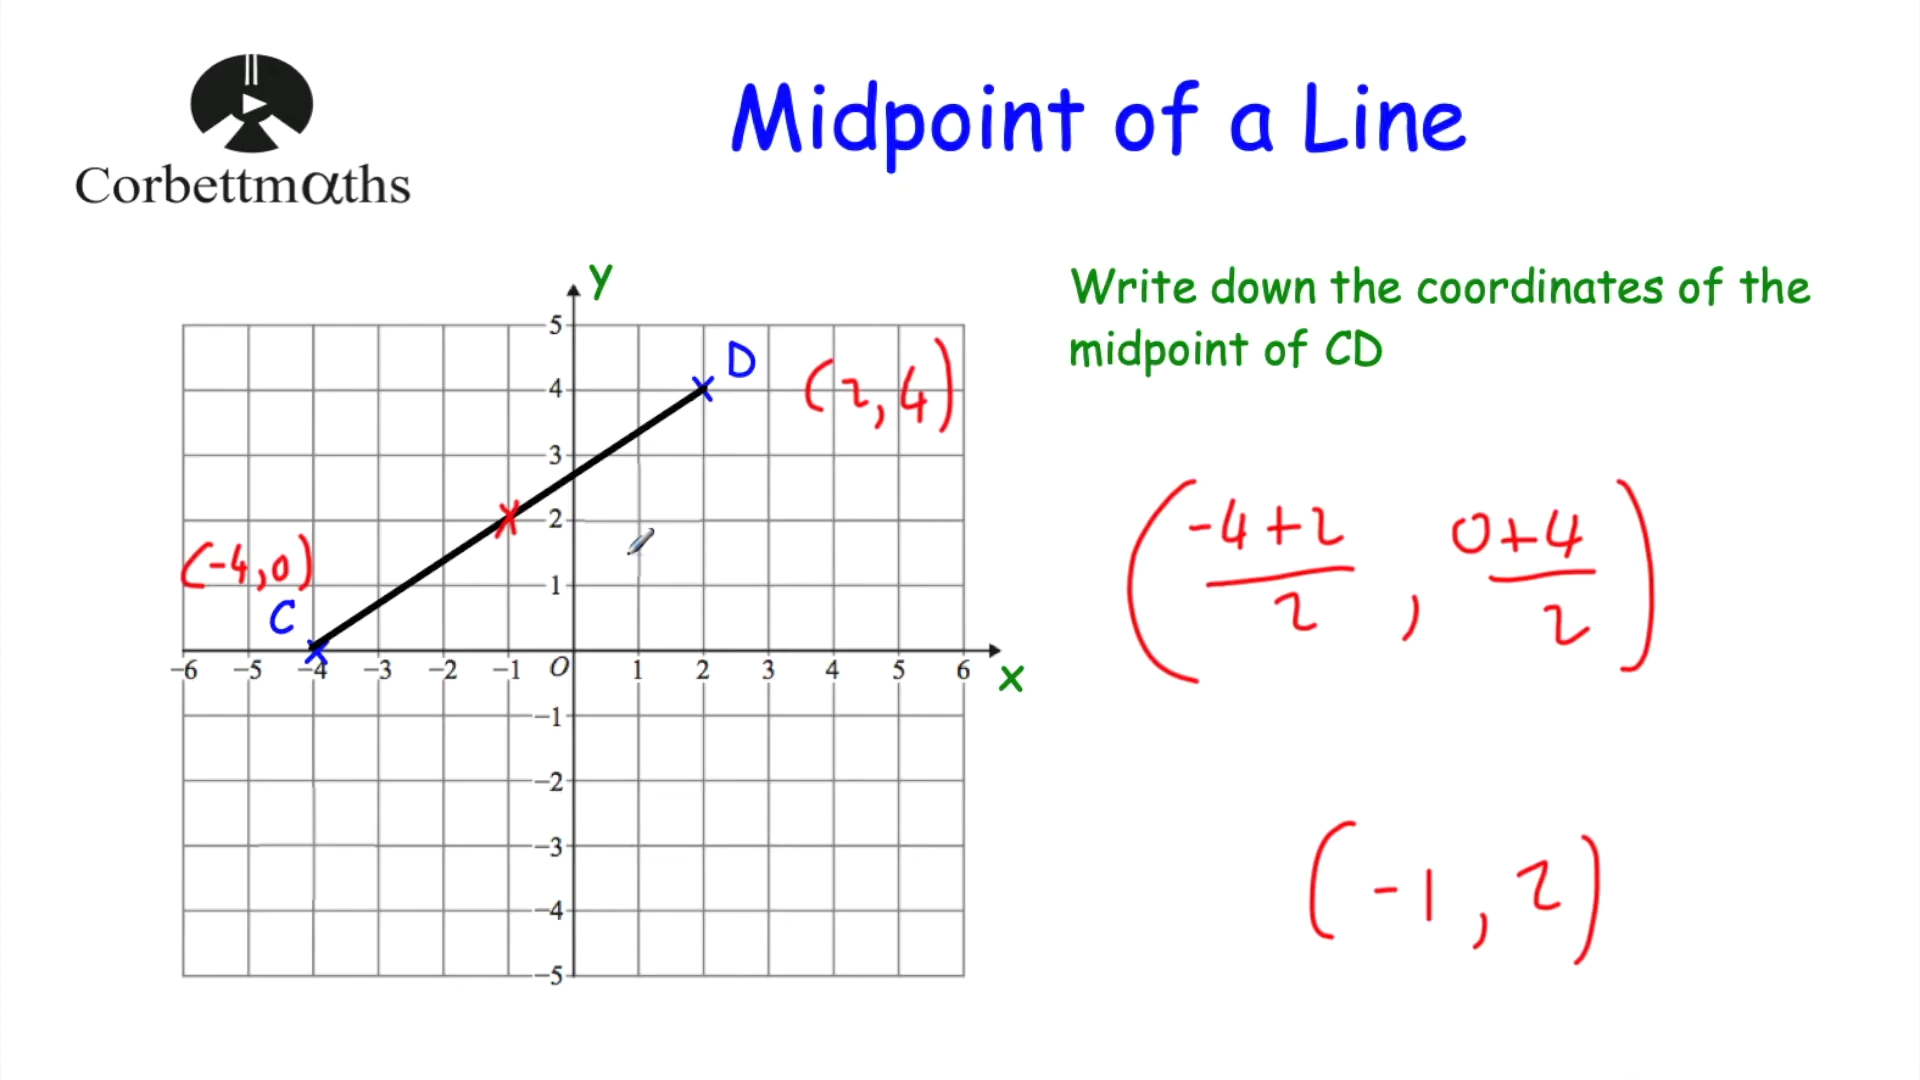 Midpoint of a Line
Corbettmαths
Write down the coordinates of the
midpoint of CD
y
5
D
(2,4)
4
3
2
(-4,0)
1
C
-6 -5 -4 -3 -2 -1 O 1 2 3 4 5 6 x
-1
-2
-3
-4
-5
(-4+2/2, 0+4/2)
(-1, 2)